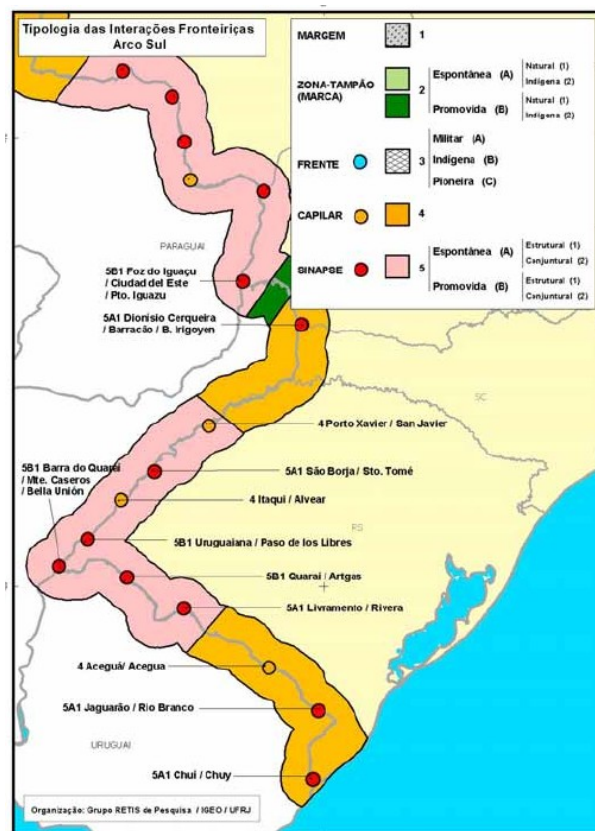 Tipologia das Interações Fronteiriças
Arco Sul
MARGEM
1
ZONA-TAMPÃO
(MARCA)
2
Espontânea (A)
Natural (1)
Indígena (2)
Promovida (B)
Natural (1)
Indígena (2)
FRENTE
3
Militar (A)
Indígena (B)
Pioneira (C)
CAPILAR
4
SINAPSE
5
Espontânea (A)
Estrutural (1)
Conjuntural (2)
Promovida (B)
Estrutural (1)
Conjuntural (2)
PARAGUAI
5B1 Foz do Iguaçu
/ Ciudad del Este
/ Pto. Iguazu
5A1 Dionísio Cerqueira
/ Barracão / B. Irigoyen
SC
4 Porto Xavier / San Javier
5B1 Barra do Quarai
/ Mte. Caseros
/ Bella Unión
5A1 São Borja / Sto. Tomé
4 Itaqui / Alvear
RS
5B1 Uruguaiana / Paso de los Libres
5B1 Quarai / Artgas
5A1 Livramento / Rivera
4 Aceguá / Acegua
5A1 Jaguarão / Rio Branco
URUGUAI
5A1 Chuí / Chuy
Organização: Grupo RETIS de Pesquisa / IGEO / UFRJ